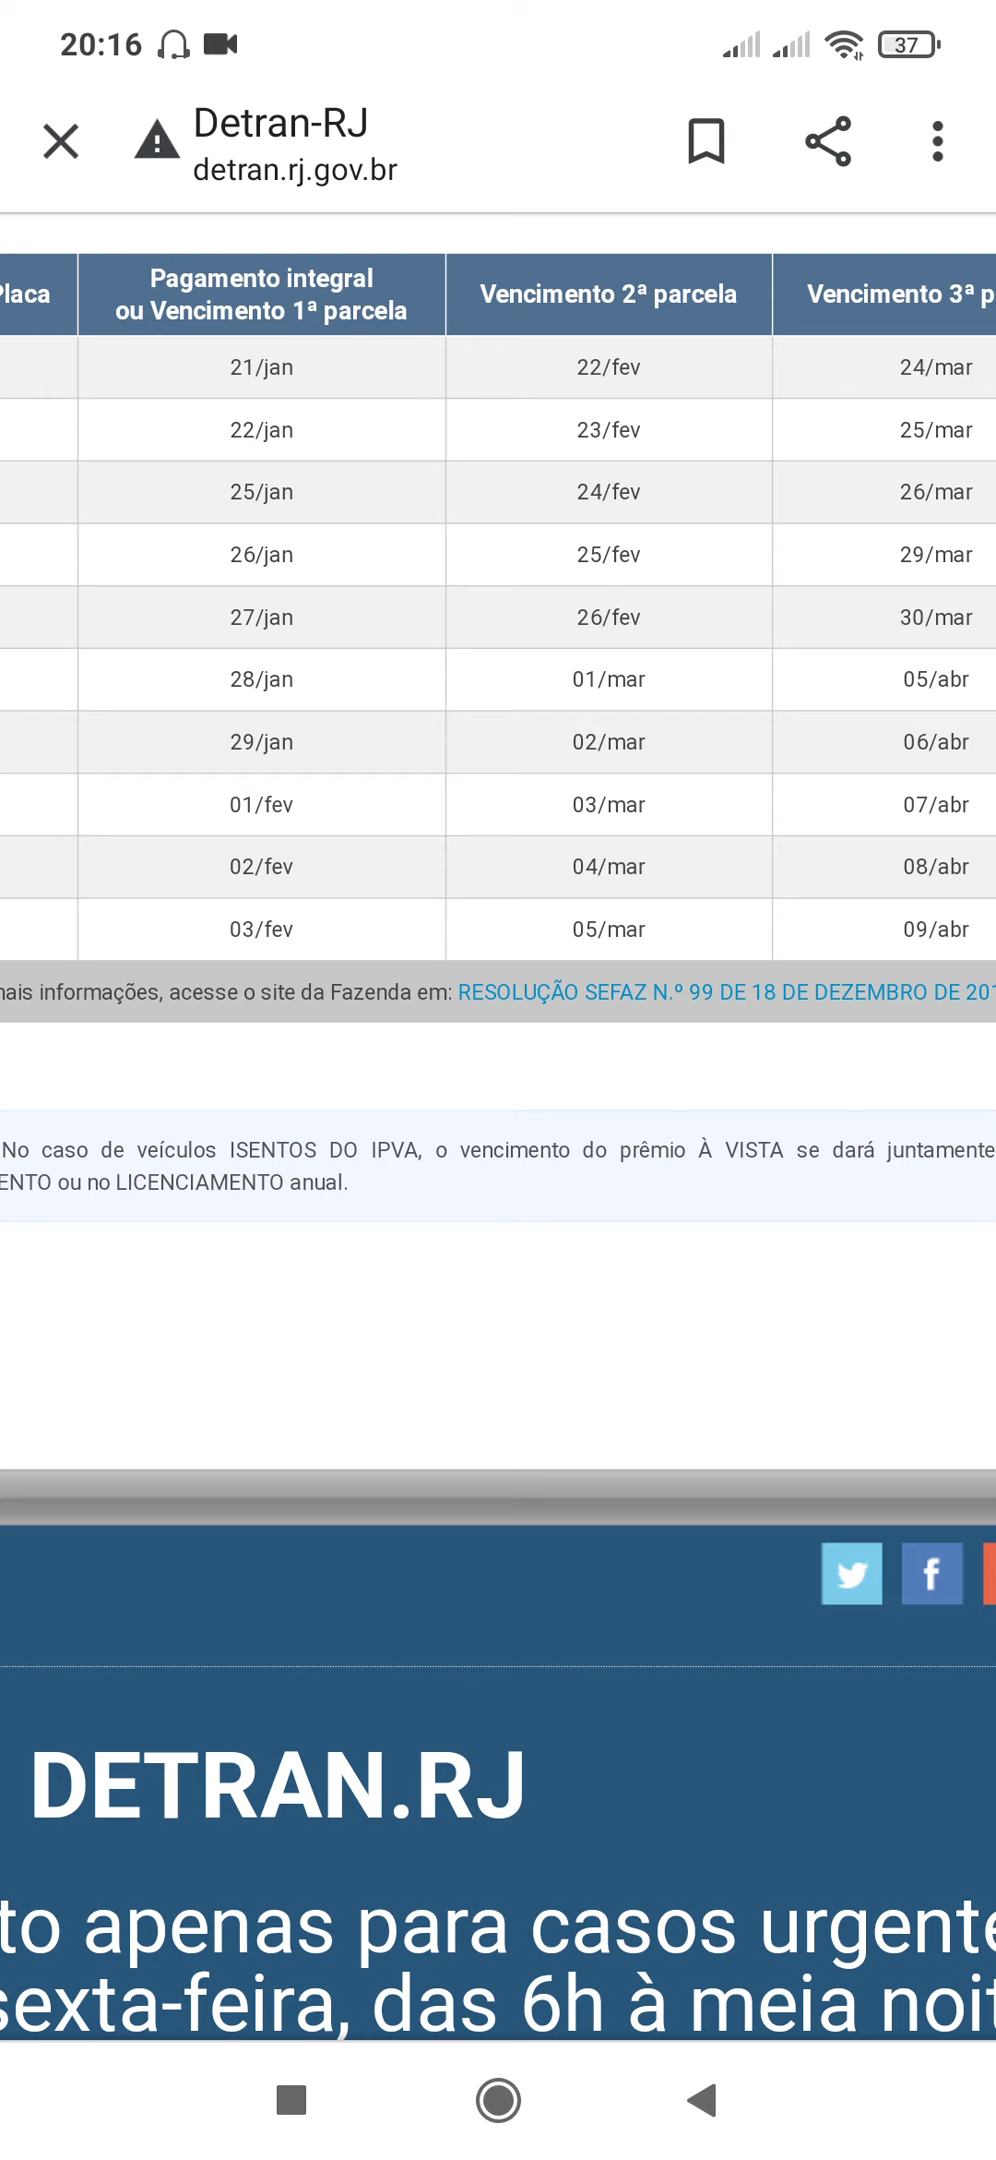 20:16
37
Detran-RJ
detran.rj.gov.br
Placa
Pagamento integral
ou Vencimento 1ª parcela
Vencimento 2ª parcela
Vencimento 3ª p
21/jan 22/fev 24/mar
22/jan 23/fev 25/mar
25/jan 24/fev 26/mar
26/jan 25/fev 29/mar
27/jan 26/fev 30/mar
28/jan 01/mar 05/abr
29/jan 02/mar 06/abr
01/fev 03/mar 07/abr
02/fev 04/mar 08/abr
03/fev 05/mar 09/abr
mais informações, acesse o site da Fazenda em: RESOLUÇÃO SEFAZ N.º 99 DE 18 DE DEZEMBRO DE 201
No caso de veículos ISENTOS DO IPVA, o vencimento do prêmio À VISTA se dará juntamente
ENTO ou no LICENCIAMENTO anual.
DETRAN.RJ
to apenas para casos urgente
sexta-feira, das 6h à meia noit